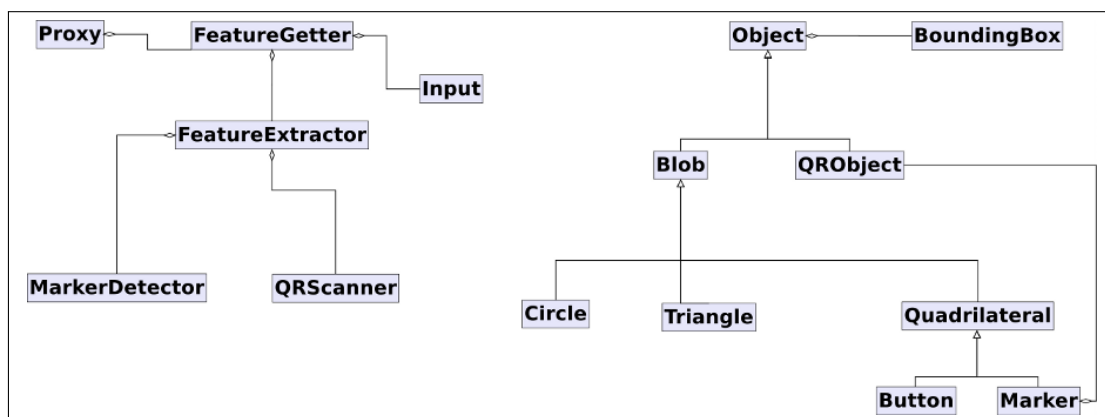 Proxy
FeatureGetter
Input
FeatureExtractor
MarkerDetector
QRScanner
Object
BoundingBox
Blob
QRObject
Circle
Triangle
Quadrilateral
Button
Marker